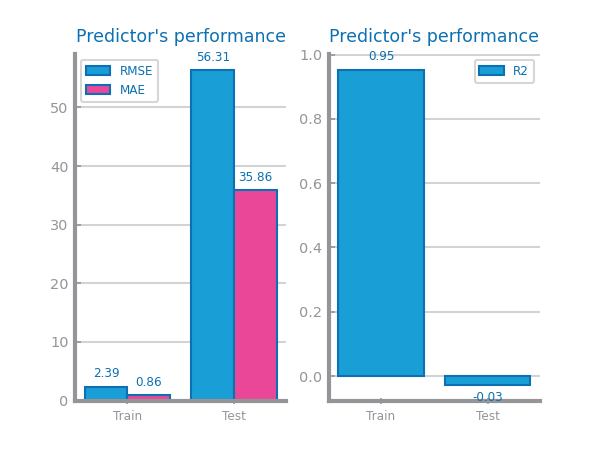 Predictor's performance
RMSE
MAE
56.31
35.86
2.39
0.86
50
40
30
20
10
0
Train
Test
Predictor's performance
R2
0.95
-0.03
1.0
0.8
0.6
0.4
0.2
0.0
Train
Test